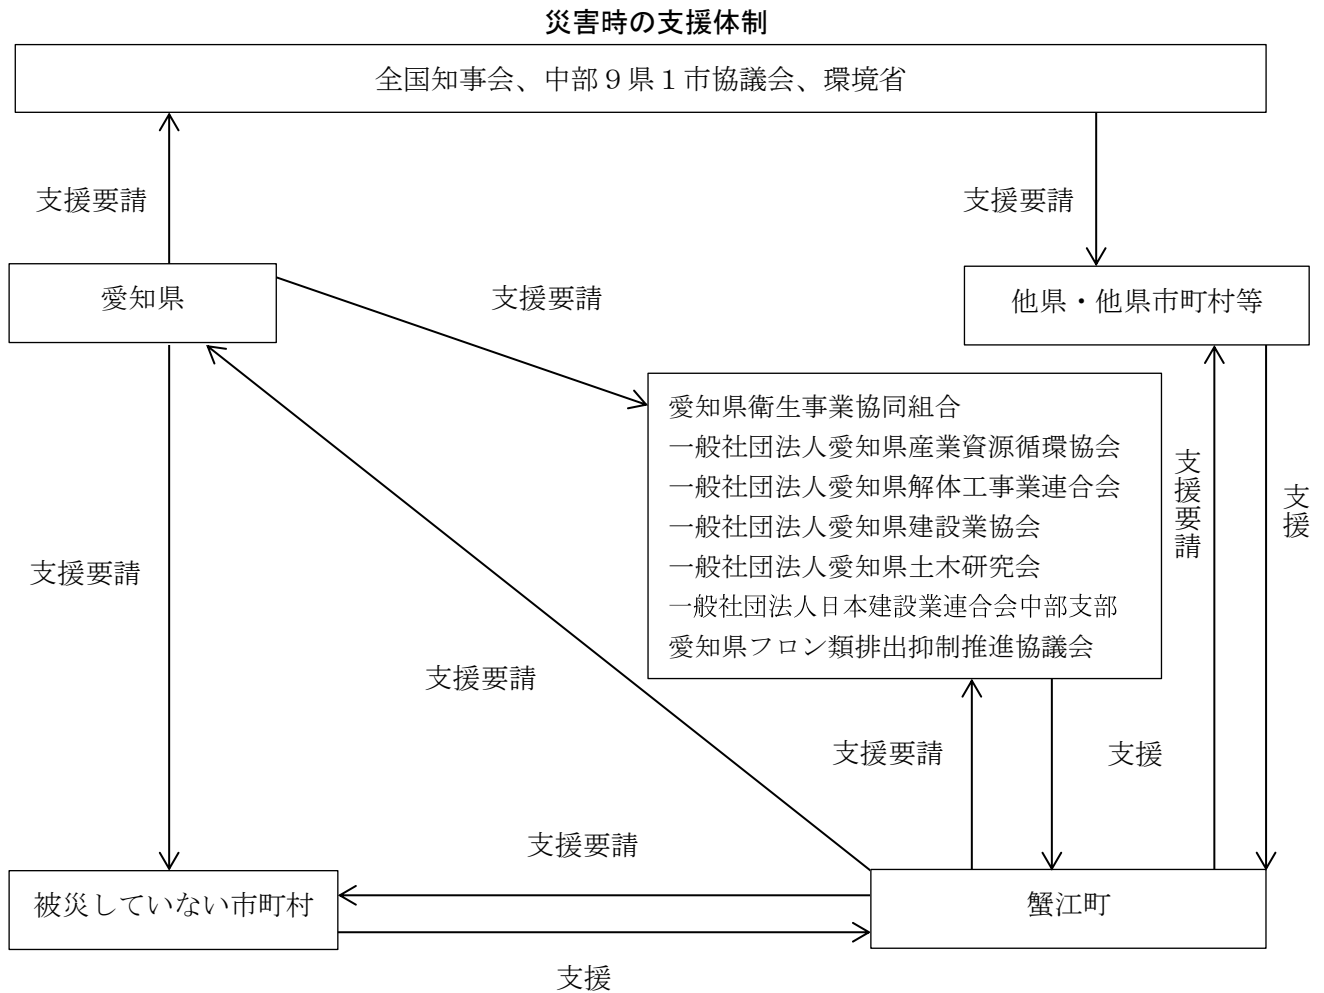 災害時の支援体制
全国知事会、中部９県１市協議会、環境省
支援要請
支援要請
愛知県
支援要請
他県・他県市町村等
愛知県衛生事業協同組合
一般社団法人愛知県産業資源循環協会
一般社団法人愛知県解体工事業連合会
一般社団法人愛知県建設業協会
一般社団法人愛知県土木研究会
一般社団法人日本建設業連合会中部支部
愛知県フロン類排出抑制推進協議会
支援要請
支援
支援要請
支援要請
支援要請
支援
支援要請
被災していない市町村
蟹江町
支援